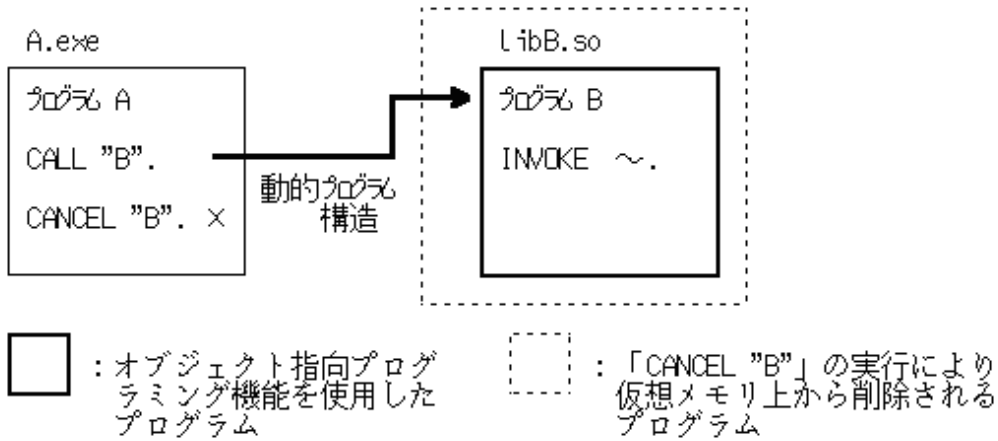 A.exe
libB.so
ﾌﾟﾛｸﾞﾗﾑ A
CALL ”B”.
CANCEL ”B”. ×
動的ﾌﾟﾛｸﾞﾗﾑ
構造
ﾌﾟﾛｸﾞﾗﾑ B
INVOKE ～.
：オブジェクト指向プログ
ラミング機能を使用した
プログラム
：「CANCEL ”B”」の実行により
仮想メモリ上から削除される
プログラム